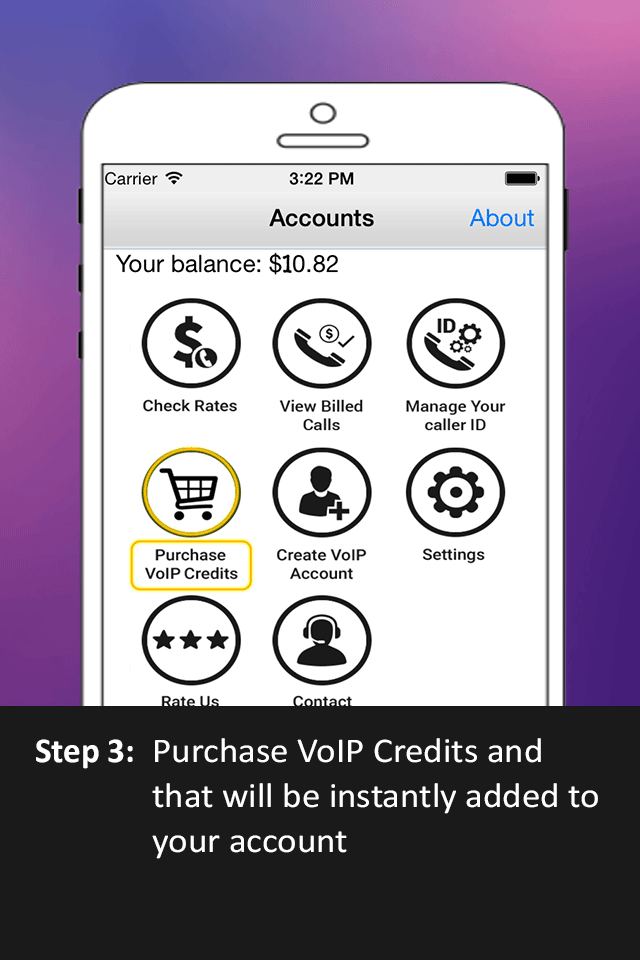 Carrier 3:22 PM
Accounts About
Your balance: $10.82
Check Rates
View Billed
Calls
Manage Your
caller ID
ID
Purchase
VoIP Credits
Create VoIP
Account
Settings
Rate Us
Contact
Step 3: Purchase VoIP Credits and
that will be instantly added to
your account